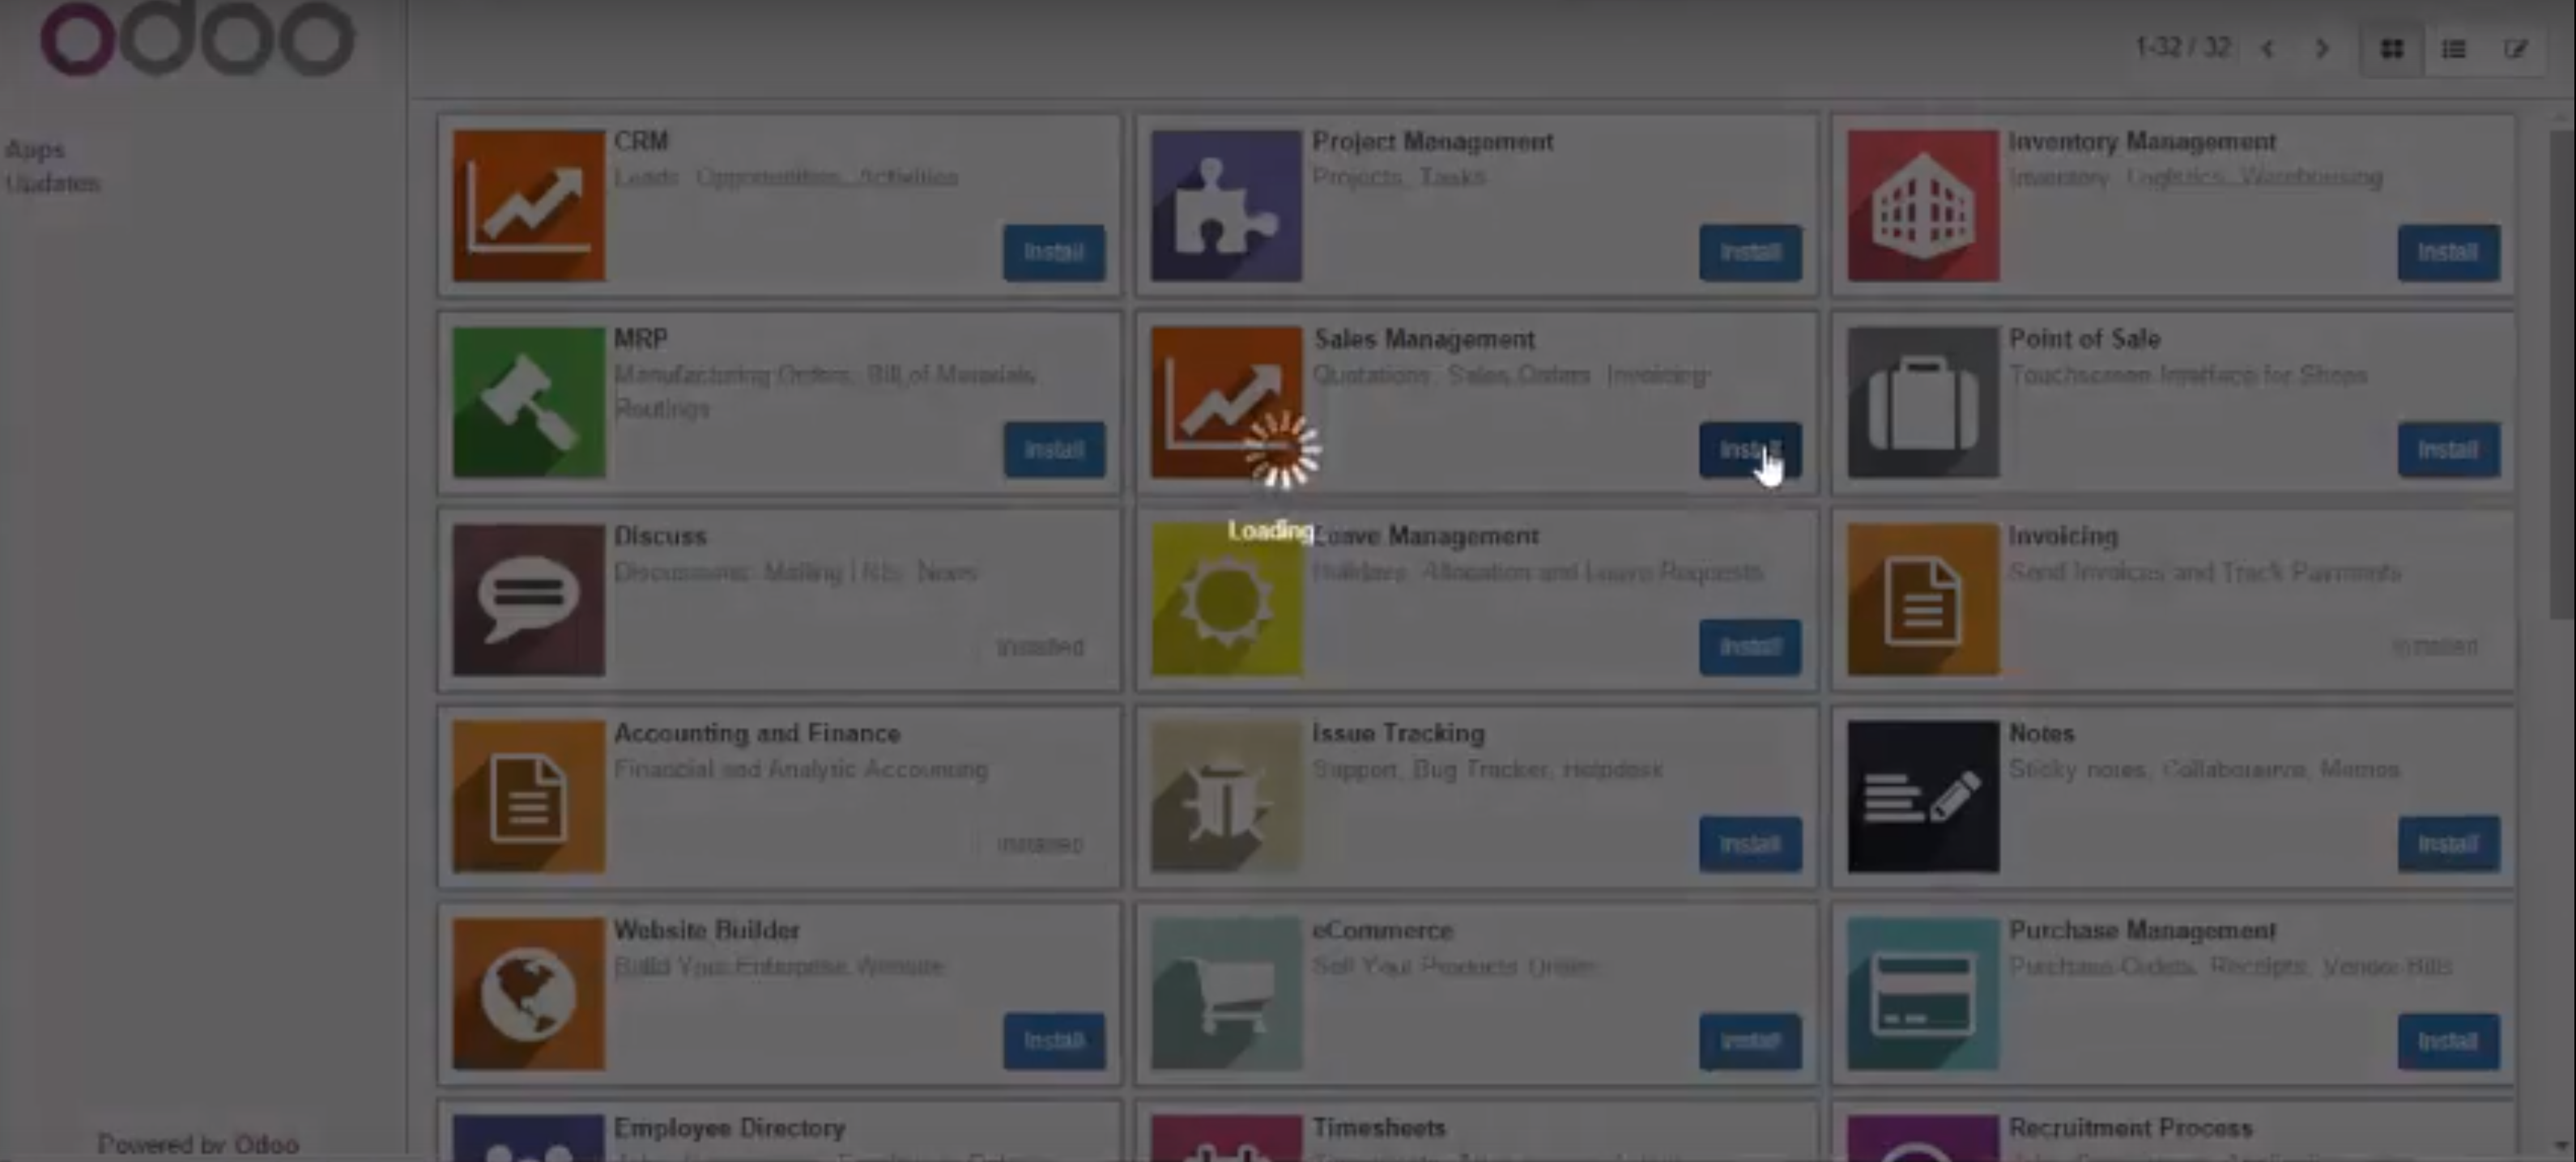 odoo
1-32 / 32
Apps
Updates
CRM
Leads, Opportunities, Activities
Install
Project Management
Projects, Tasks
Install
Inventory Management
Inventory, Logistics, Warehousing
Install
MRP
Manufacturing Orders, Bill of Materials,
Routings
Install
Sales Management
Quotations, Sales Orders, Invoicing
Install
Point of Sale
Touchscreen Interface for Shops
Install
Loading
Discuss
Discussions, Mailing Lists, News
Installed
Leave Management
Holidays, Allocation and Leave Requests
Install
Invoicing
Send Invoices and Track Payments
Installed
Accounting and Finance
Financial and Analytic Accounting
Installed
Issue Tracking
Support, Bug Tracker, Helpdesk
Install
Notes
Sticky notes, Collaborative, Memos
Install
Website Builder
Build Your Enterprise Website
Install
eCommerce
Sell Your Products Online
Install
Purchase Management
Purchase Orders, Receipts, Vendor Bills
Install
Employee Directory
Timesheets
Recruitment Process
Powered by Odoo